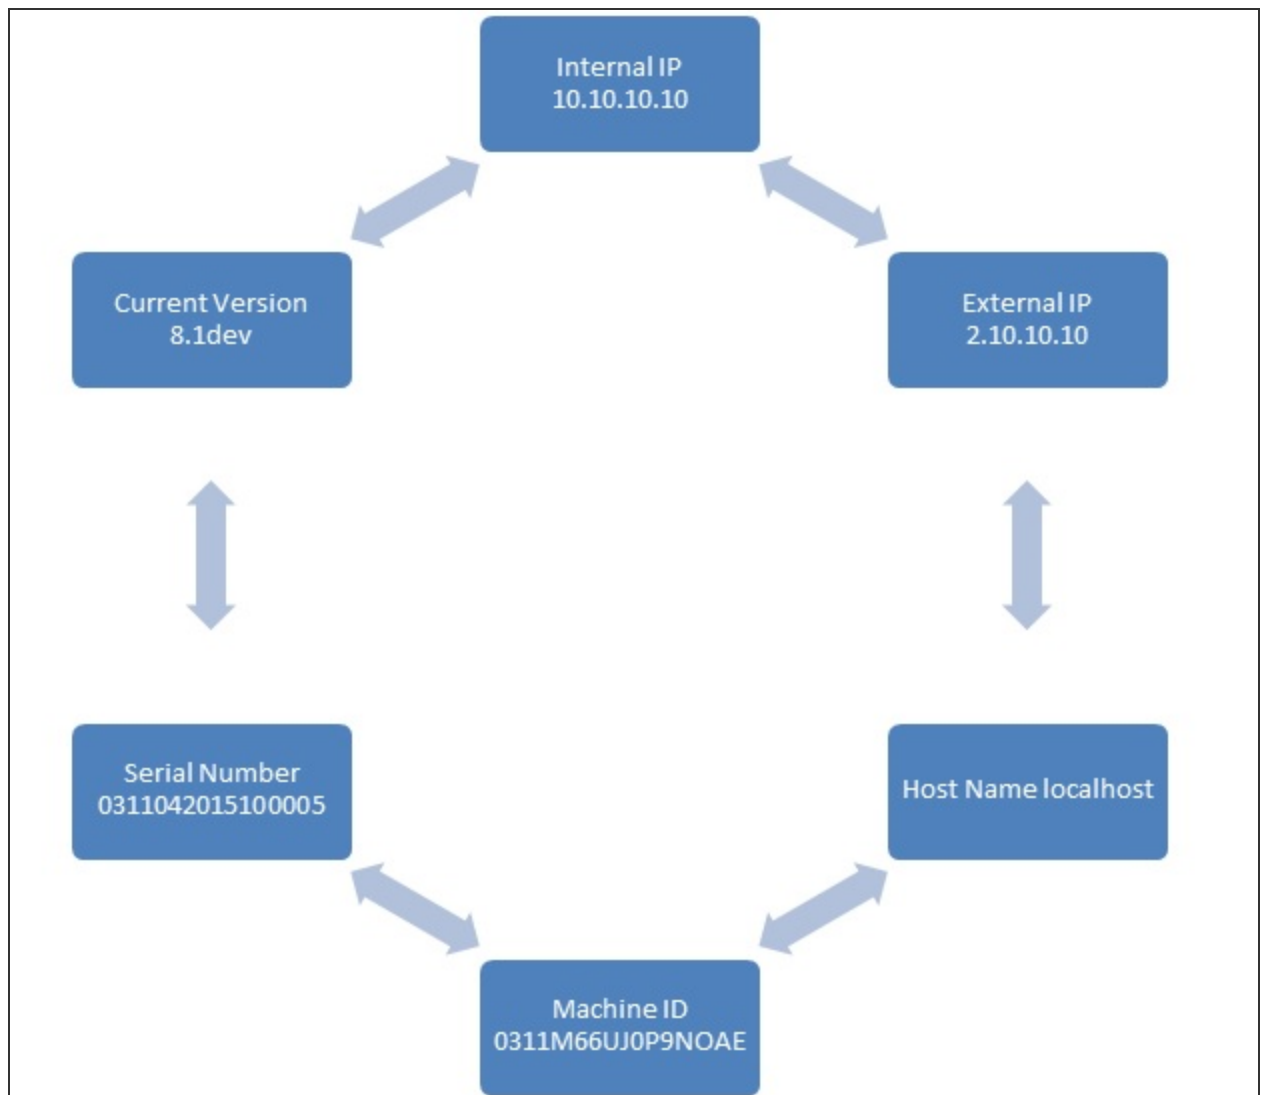 Internal IP
10.10.10.10
Current Version
8.1dev
External IP
2.10.10.10
Serial Number
0311042015100005
Host Name localhost
Machine ID
0311M66UJ0P9NOAE